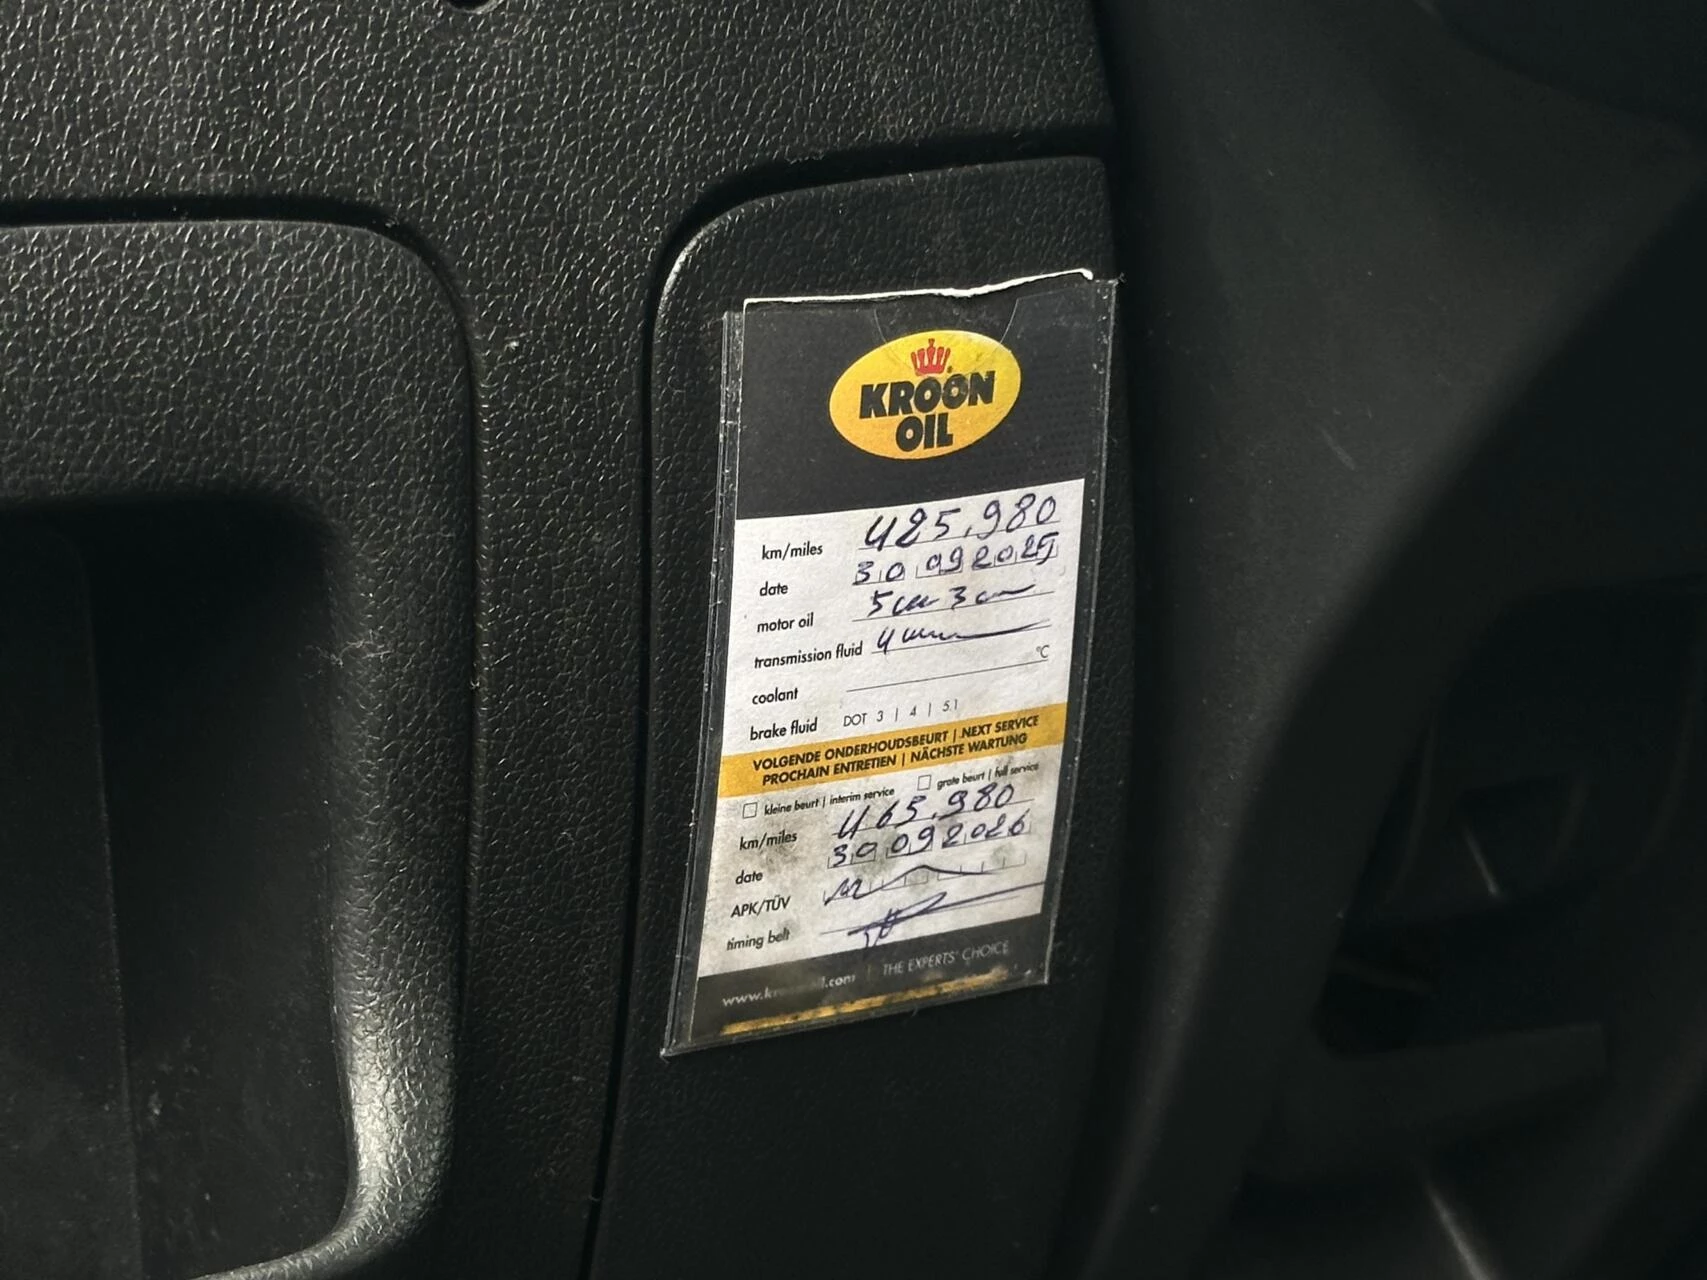 KROON
OIL
km/miles 425.980
date 30 09 2025
motor oil
transmission fluid
coolant °C
brake fluid DOT 3 | 4 | 5.1
VOLGENDE ONDERHOUDSBEURT | NEXT SERVICE
PROCHAIN ENTRETIEN | NÄCHSTE WARTUNG
kleine beurt | interim service grote beurt | full service
km/miles 465.980
date 30 09 2026
APK/TÜV
timing belt
THE EXPERTS' CHOICE